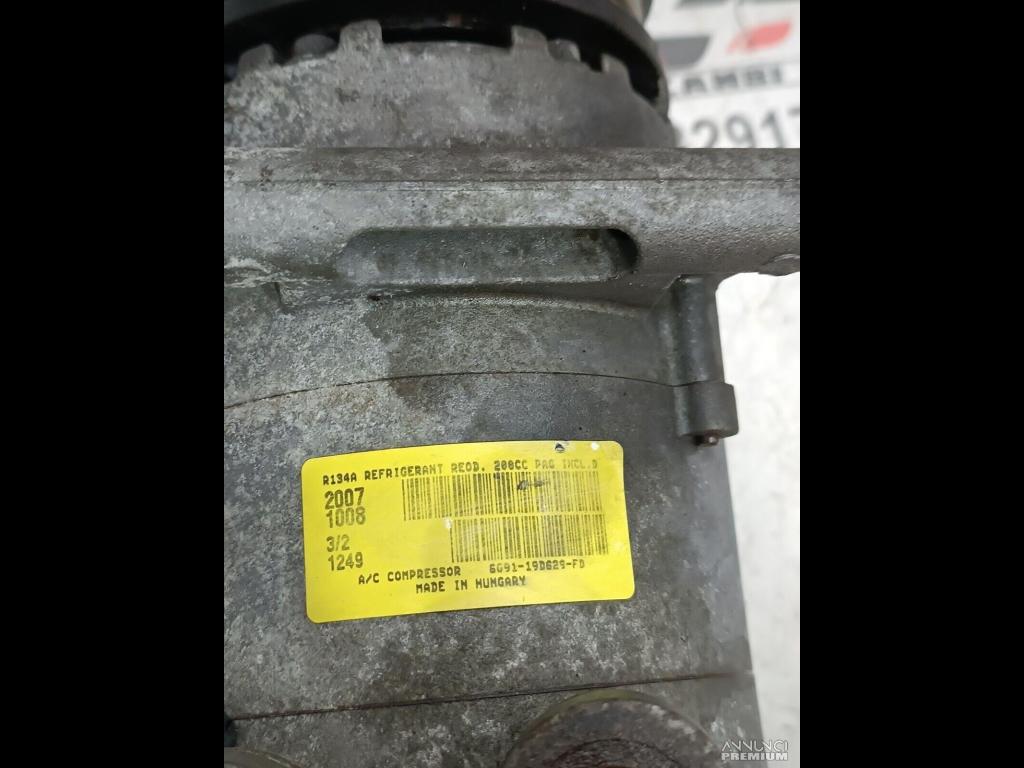 2917
R134A REFRIGERANT REQD. 200CC PAG INCL.D
2007
1008
3/2
1249
A/C COMPRESSOR 6G91-19D629-FD
MADE IN HUNGARY
ANNUNCI
PREMIUM